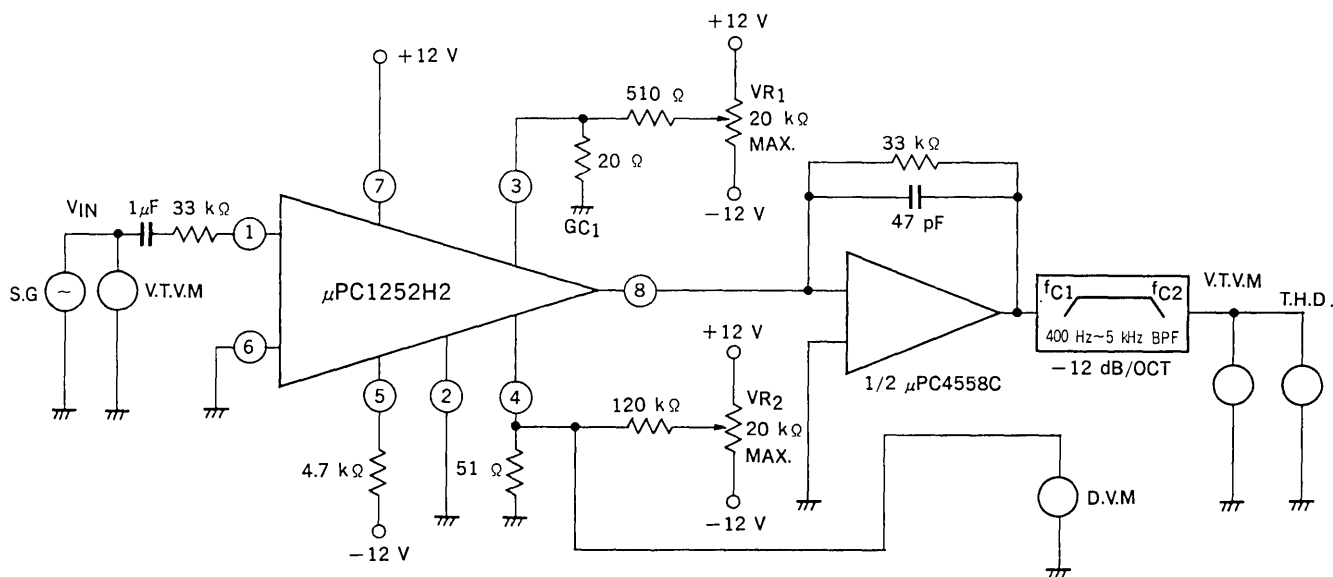 +12 V
+12 V
510 Ω
VR1
20 kΩ
MAX.
20 Ω
33 kΩ
7
3
-12 V
47 pF
GC1
VIN
1μF
33 kΩ
1
S.G
~
V.T.V.M
μPC1252H2
8
fC1
fC2
400 Hz~5 kHz BPF
-12 dB/OCT
V.T.V.M
T.H.D.
6
+12 V
1/2 μPC4558C
5
2
4
120 kΩ
VR2
20 kΩ
MAX.
4.7 kΩ
51 Ω
D.V.M
-12 V
-12 V